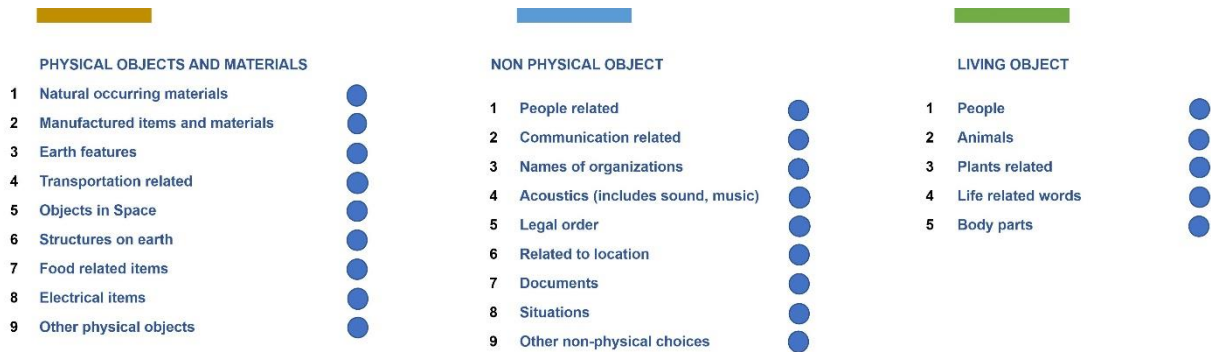 PHYSICAL OBJECTS AND MATERIALS
1 Natural occurring materials
2 Manufactured items and materials
3 Earth features
4 Transportation related
5 Objects in Space
6 Structures on earth
7 Food related items
8 Electrical items
9 Other physical objects
NON PHYSICAL OBJECT
1 People related
2 Communication related
3 Names of organizations
4 Acoustics (includes sound, music)
5 Legal order
6 Related to location
7 Documents
8 Situations
9 Other non-physical choices
LIVING OBJECT
1 People
2 Animals
3 Plants related
4 Life related words
5 Body parts